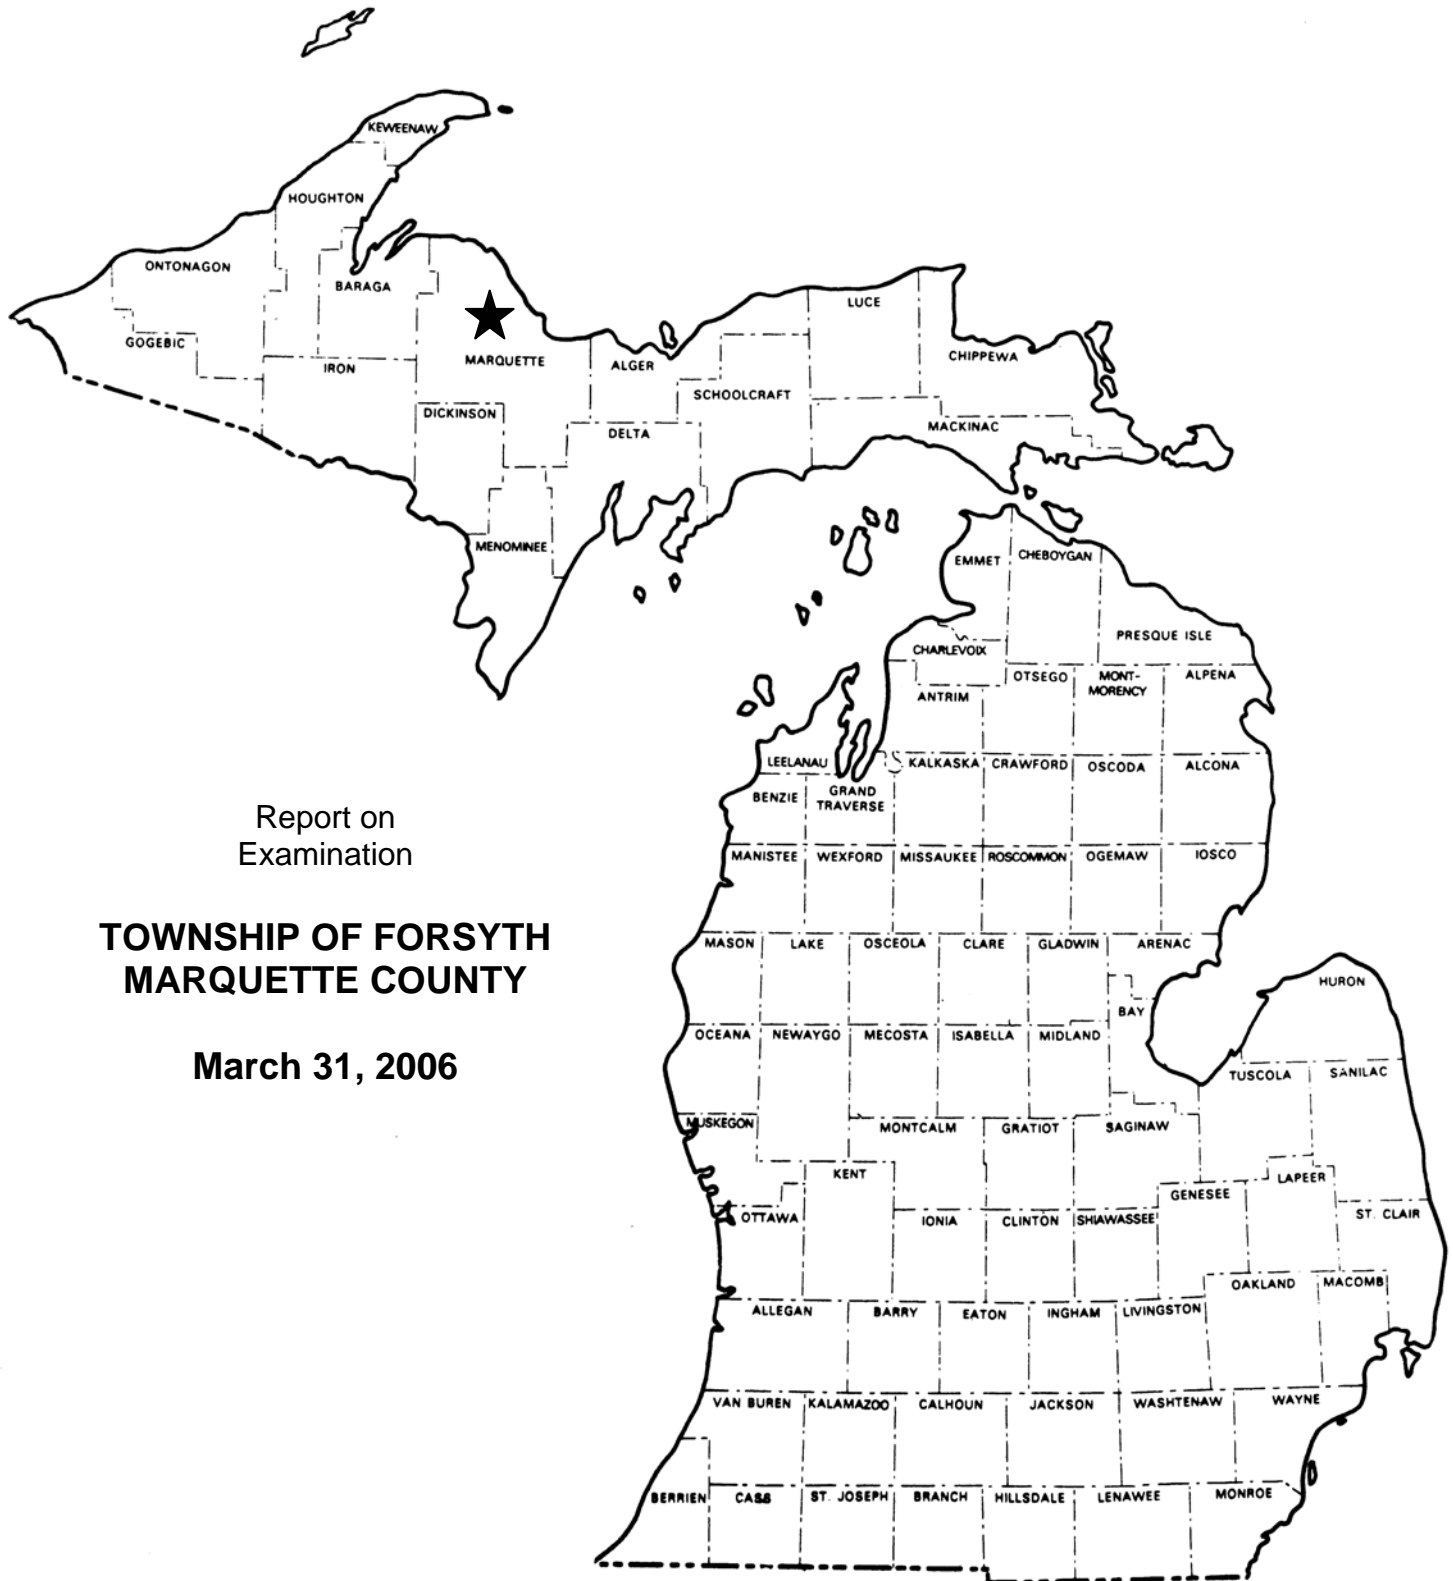 KEWEENAW
HOUGHTON
ONTONAGON
BARAGA
LUCE
GOGEBIC
CHIPPEWA
MARQUETTE
ALGER
IRON
SCHOOLCRAFT
DICKINSON
MACKINAC
DELTA
MENOMINEE
EMMET
CHEBOYGAN
PRESQUE ISLE
CHARLEVOIX
OTSEGO
MONT-
MORENCY
ALPENA
ANTRIM
LEELANAU
KALKASKA
CRAWFORD
OSCODA
ALCONA
BENZIE
GRAND
TRAVERSE
Report on
Examination
MANISTEE
WEXFORD
MISSAUKEE
ROSCOMMON
OGEMAW
IOSCO
TOWNSHIP OF FORSYTH
MARQUETTE COUNTY
March 31, 2006
MASON
LAKE
OSCEOLA
CLARE
GLADWIN
ARENAC
HURON
BAY
OCEANA
NEWAYGO
MECOSTA
ISABELLA
MIDLAND
TUSCOLA
SANILAC
MUSKEGON
MONTCALM
GRATIOT
SAGINAW
KENT
GENESEE
LAPEER
OTTAWA
IONIA
CLINTON
SHIAWASSEE
ST. CLAIR
OAKLAND
MACOMB
ALLEGAN
BARRY
EATON
INGHAM
LIVINGSTON
VAN BUREN
KALAMAZOO
CALHOUN
JACKSON
WASHTENAW
WAYNE
BERRIEN
CASS
ST. JOSEPH
BRANCH
HILLSDALE
LENAWEE
MONROE